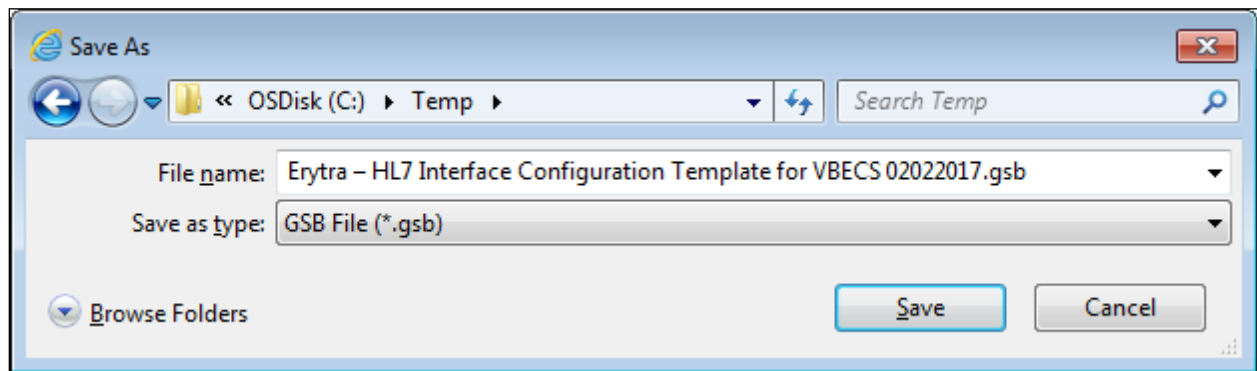 Save As
« OSDisk (C:) ▸ Temp ▸ Search Temp
File name: Erytra – HL7 Interface Configuration Template for VBECS 02022017.gsb
Save as type: GSB File (*.gsb)
Browse Folders Save Cancel